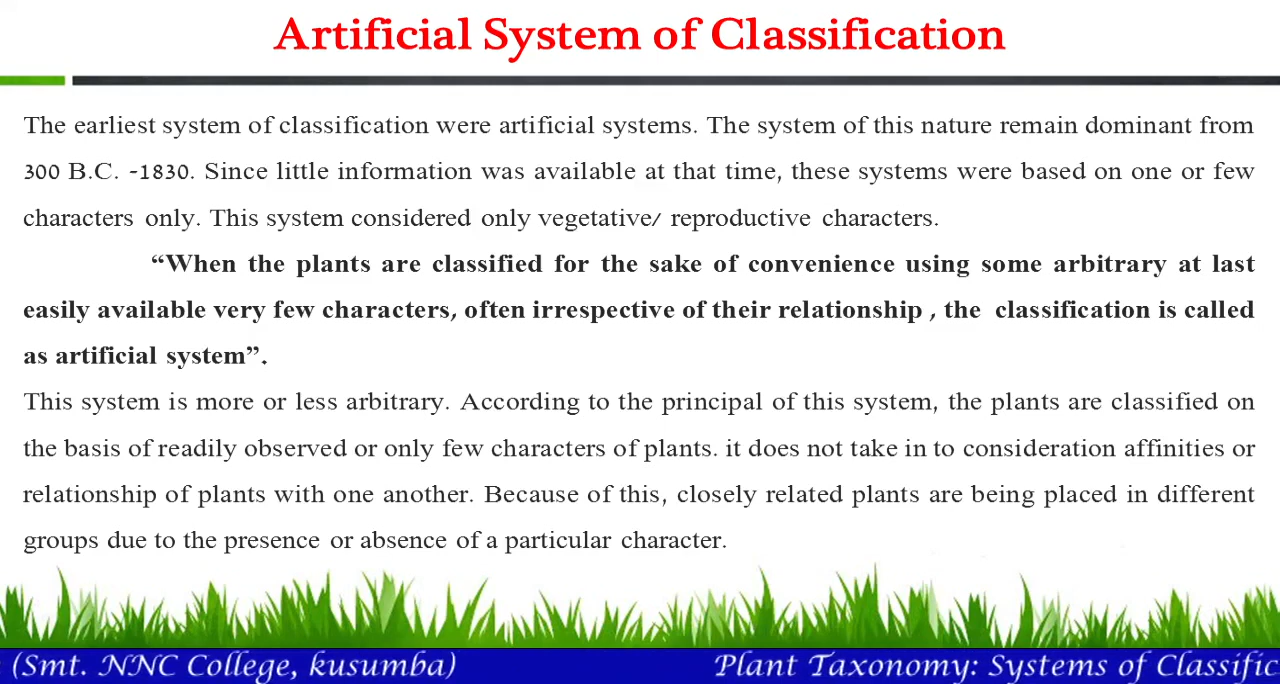 Artificial System of Classification
The earliest system of classification were artificial systems. The system of this nature remain dominant from
300 B.C. -1830. Since little information was available at that time, these systems were based on one or few
characters only. This system considered only vegetative/ reproductive characters.
“When the plants are classified for the sake of convenience using some arbitrary at last
easily available very few characters, often irrespective of their relationship , the classification is called
as artificial system”.
This system is more or less arbitrary. According to the principal of this system, the plants are classified on
the basis of readily observed or only few characters of plants. it does not take in to consideration affinities or
relationship of plants with one another. Because of this, closely related plants are being placed in different
groups due to the presence or absence of a particular character.
(Smt. NNC College, kusumba) Plant Taxonomy: Systems of Classific